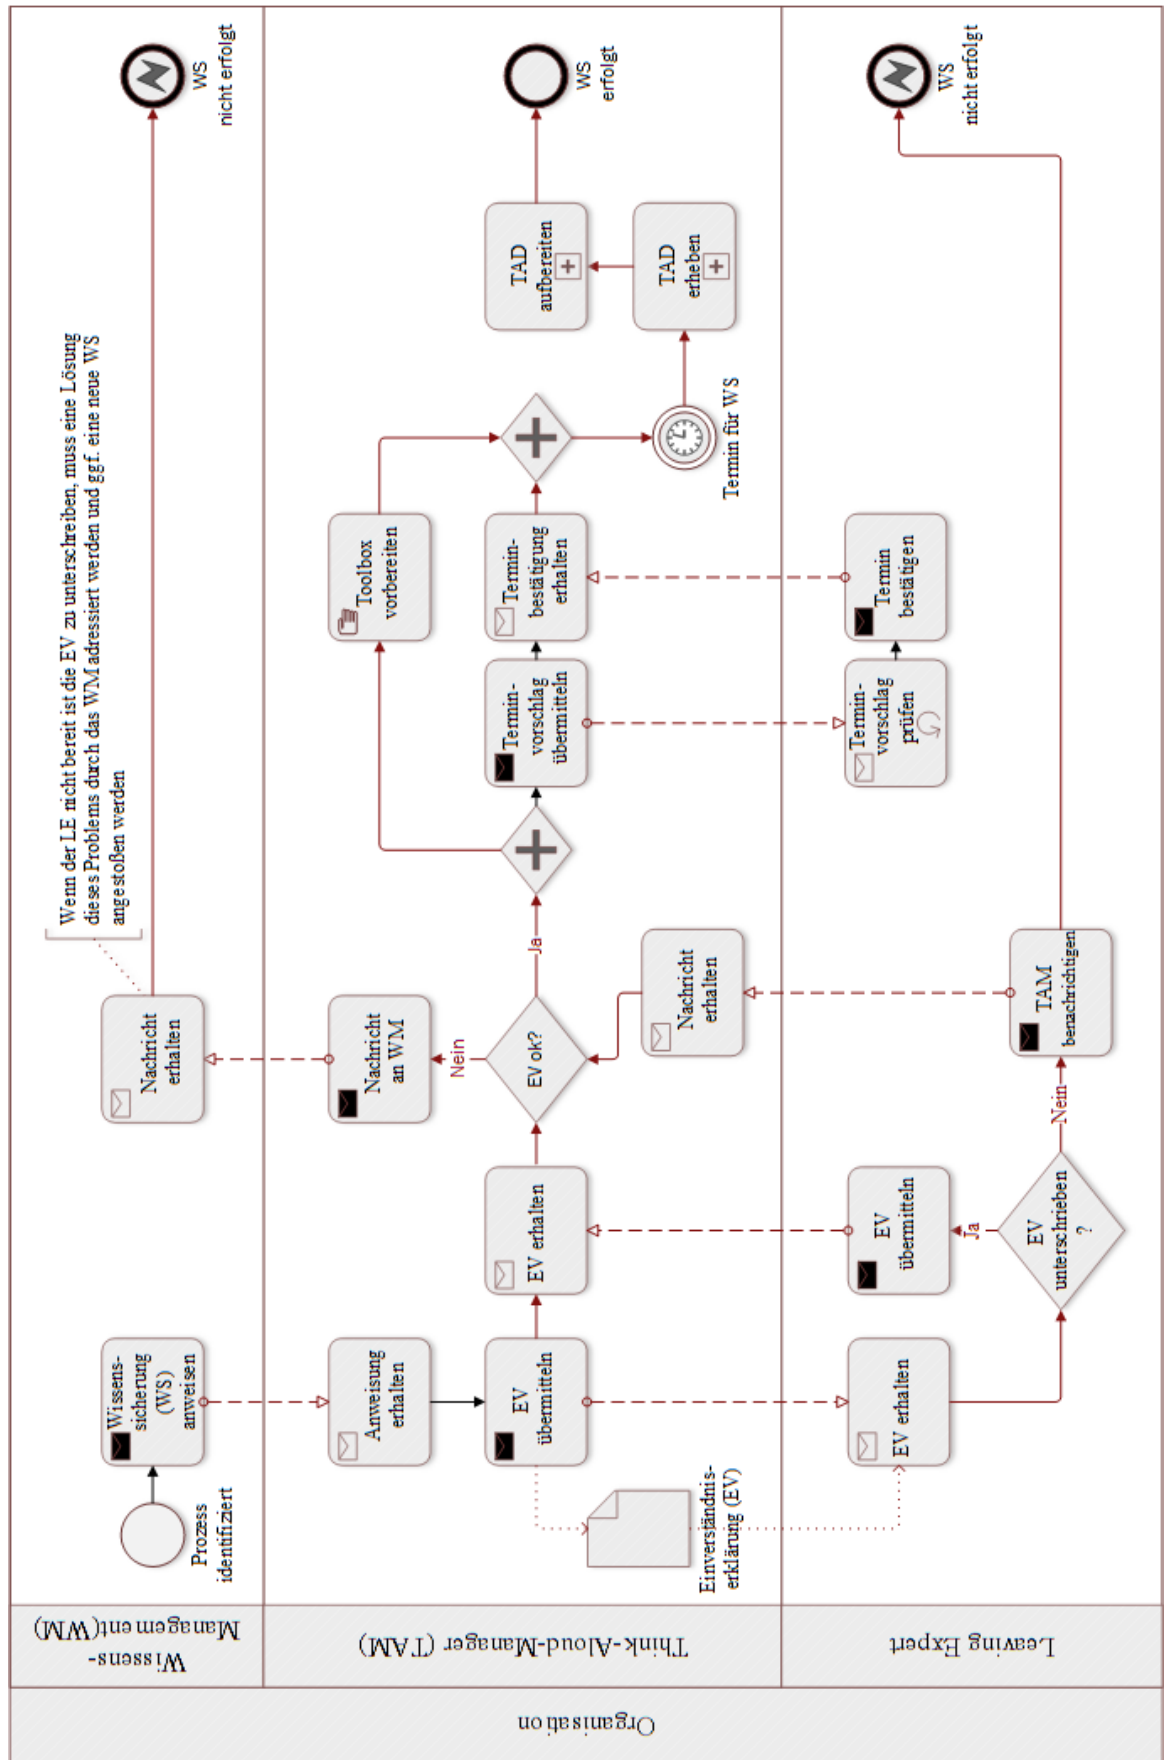 Organisation
Wissens-
Management(WM)
Prozess
identifiziert
Wissens-
sicherung
(WS)
anweisen
Nachricht
erhalten
Wenn der LE nicht bereit ist die EV zu unterschreiben, muss eine Lösung
dieses Problems durch das WM adressiert werden und ggf. eine neue WS
angestoßen werden
WS
nicht erfolgt
Think-Aloud-Manager (TAM)
Anweisung
erhalten
EV
übermitteln
Einverständnis-
erklärung (EV)
EV erhalten
EV ok?
Nein
Nachricht
an WM
Nachricht
erhalten
Ja
Toolbox
vorbereiten
Termin-
vorschlag
übermitteln
Termin-
bestätigung
erhalten
Termin für WS
TAD
erheben
TAD
aufbereiten
WS
erfolgt
Leaving Expert
EV erhalten
EV
unterschrieben
?
Ja
EV
übermitteln
Nein
TAM
benachrichtigen
Termin-
vorschlag
prüfen
Termin
bestätigen
WS
nicht erfolgt